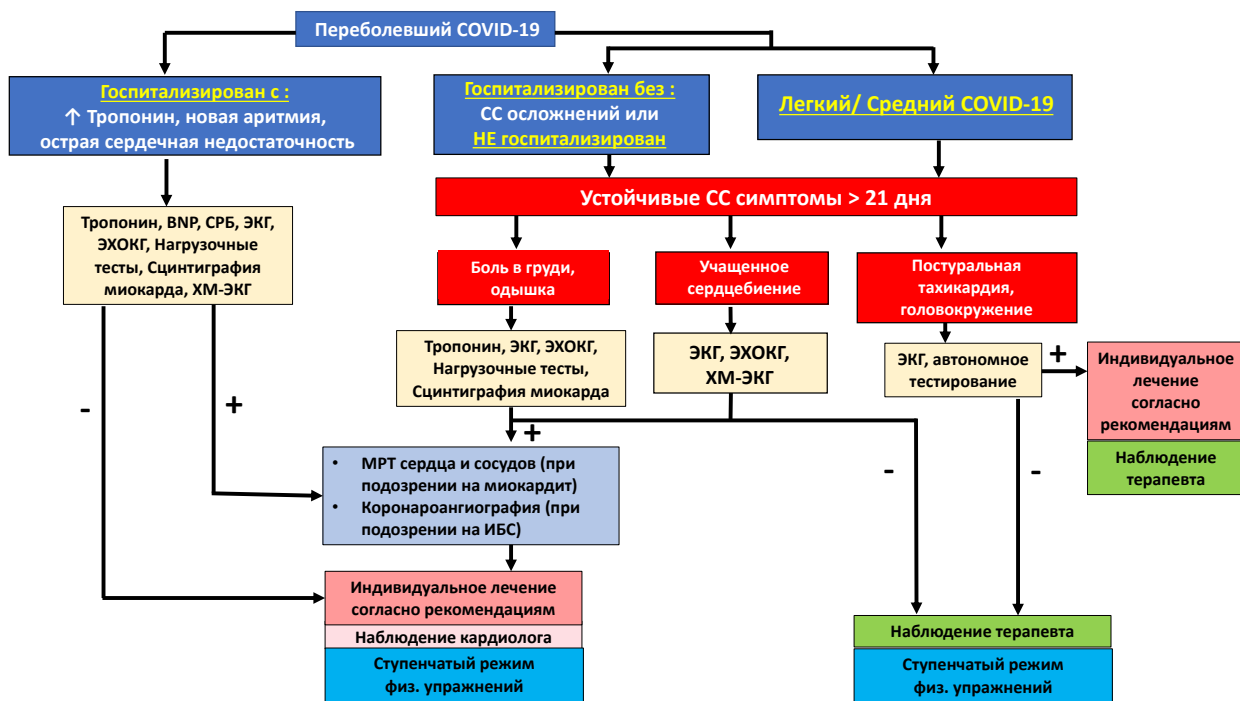 Переболевший COVID-19
Госпитализирован с :
↑ Тропонин, новая аритмия,
острая сердечная недостаточность
Госпитализирован без :
СС осложнений или
НЕ госпитализирован
Легкий/ Средний COVID-19
Устойчивые СС симптомы > 21 дня
Тропонин, BNP, СРБ, ЭКГ,
ЭХОКГ, Нагрузочные
тесты, Сцинтиграфия
миокарда, ХМ-ЭКГ
Боль в груди,
одышка
Учащенное
сердцебиение
Постуральная
тахикардия,
головокружение
Тропонин, ЭКГ, ЭХОКГ,
Нагрузочные тесты,
Сцинтиграфия миокарда
ЭКГ, ЭХОКГ,
ХМ-ЭКГ
ЭКГ, автономное
тестирование
+
Индивидуальное
лечение
согласно
рекомендациям
Наблюдение
терапевта
-
+
+
-
-
• МРТ сердца и сосудов (при
подозрении на миокардит)
• Коронароангиография (при
подозрении на ИБС)
Индивидуальное лечение
согласно рекомендациям
Наблюдение кардиолога
Ступенчатый режим
физ. упражнений
Наблюдение терапевта
Ступенчатый режим
физ. упражнений